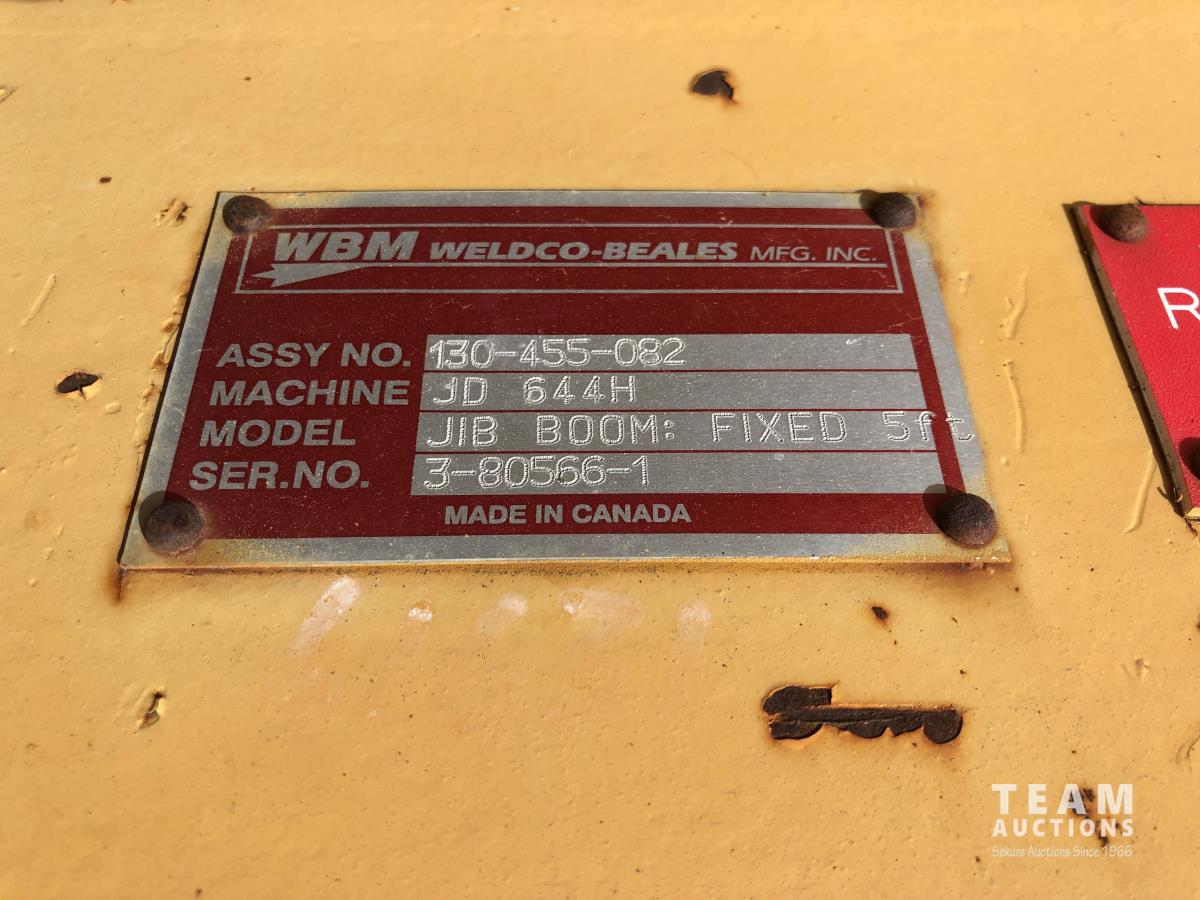 WBM WELDCO-BEALES MFG. INC.
ASSY NO. 130-455-082
MACHINE JD 644H
MODEL JIB BOOM: FIXED 5ft
SER.NO. 3-80566-1
MADE IN CANADA
R
TEAM
AUCTIONS
Sekura Auctions Since 1966